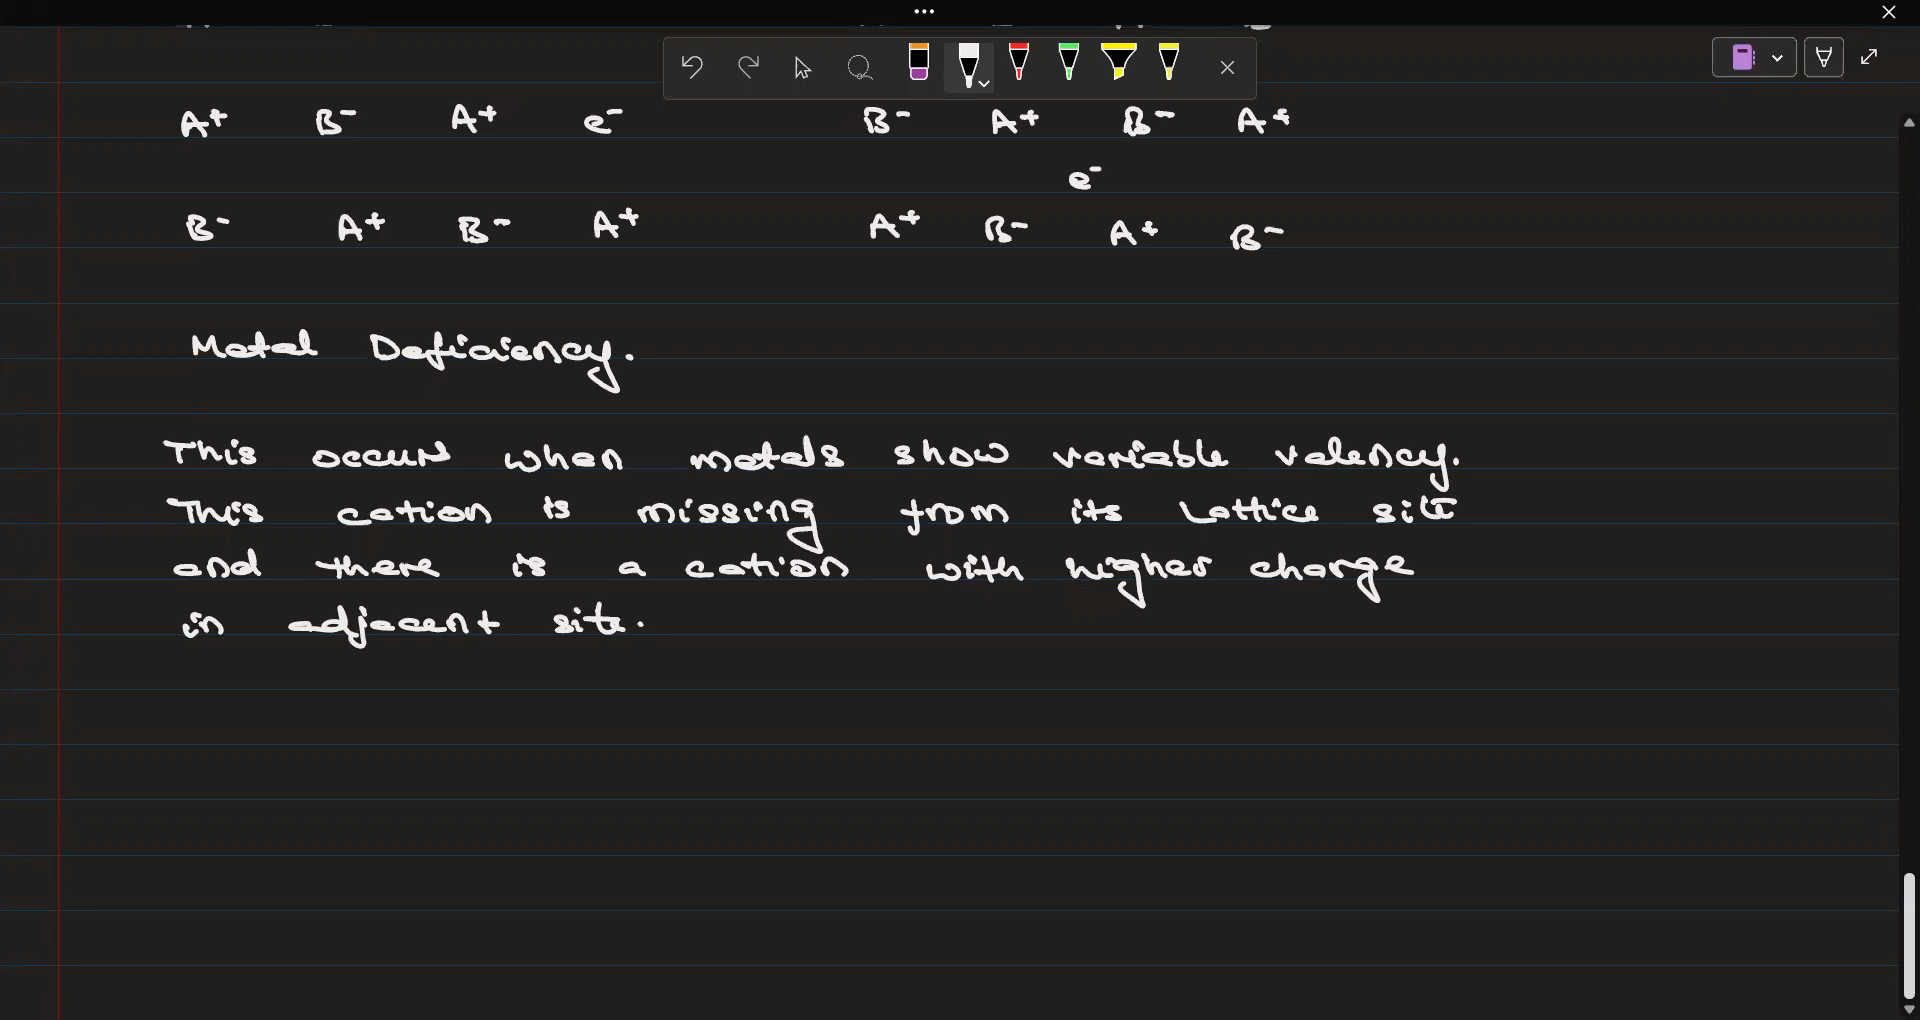 A+ B- A+ e- B- A+ B- A+
e-
B- A+ B- A+ A+ B- A+ B-
Metal Deficiency.
This occurs when metals show variable valency.
This cation is missing from its lattice site
and there is a cation with higher charge
in adjacent site.